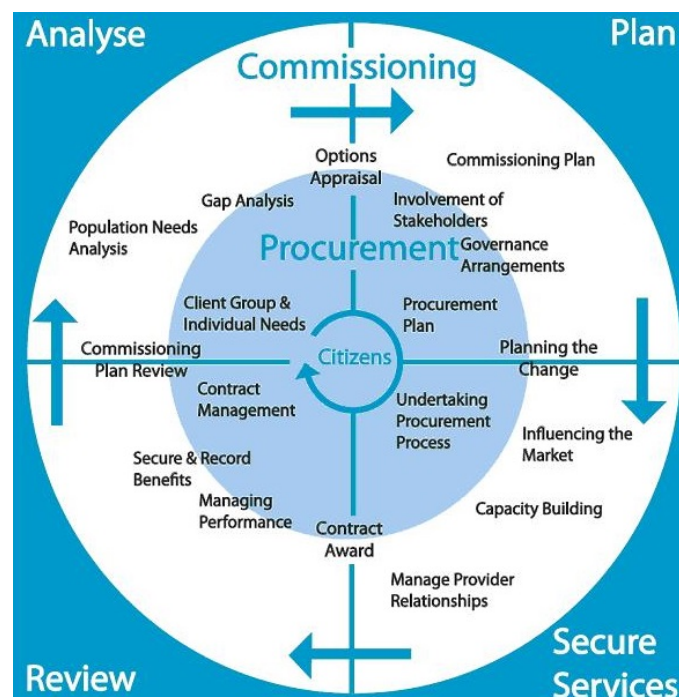 Analyse
Plan
Commissioning
Options
Appraisal
Commissioning Plan
Gap Analysis
Involvement of
Stakeholders
Population Needs
Analysis
Procurement
Governance
Arrangements
Client Group &
Individual Needs
Procurement
Plan
Commissioning
Plan Review
Citizens
Planning the
Change
Contract
Management
Undertaking
Procurement
Process
Influencing the
Market
Secure & Record
Benefits
Managing
Performance
Capacity Building
Contract
Award
Manage Provider
Relationships
Review
Secure
Services